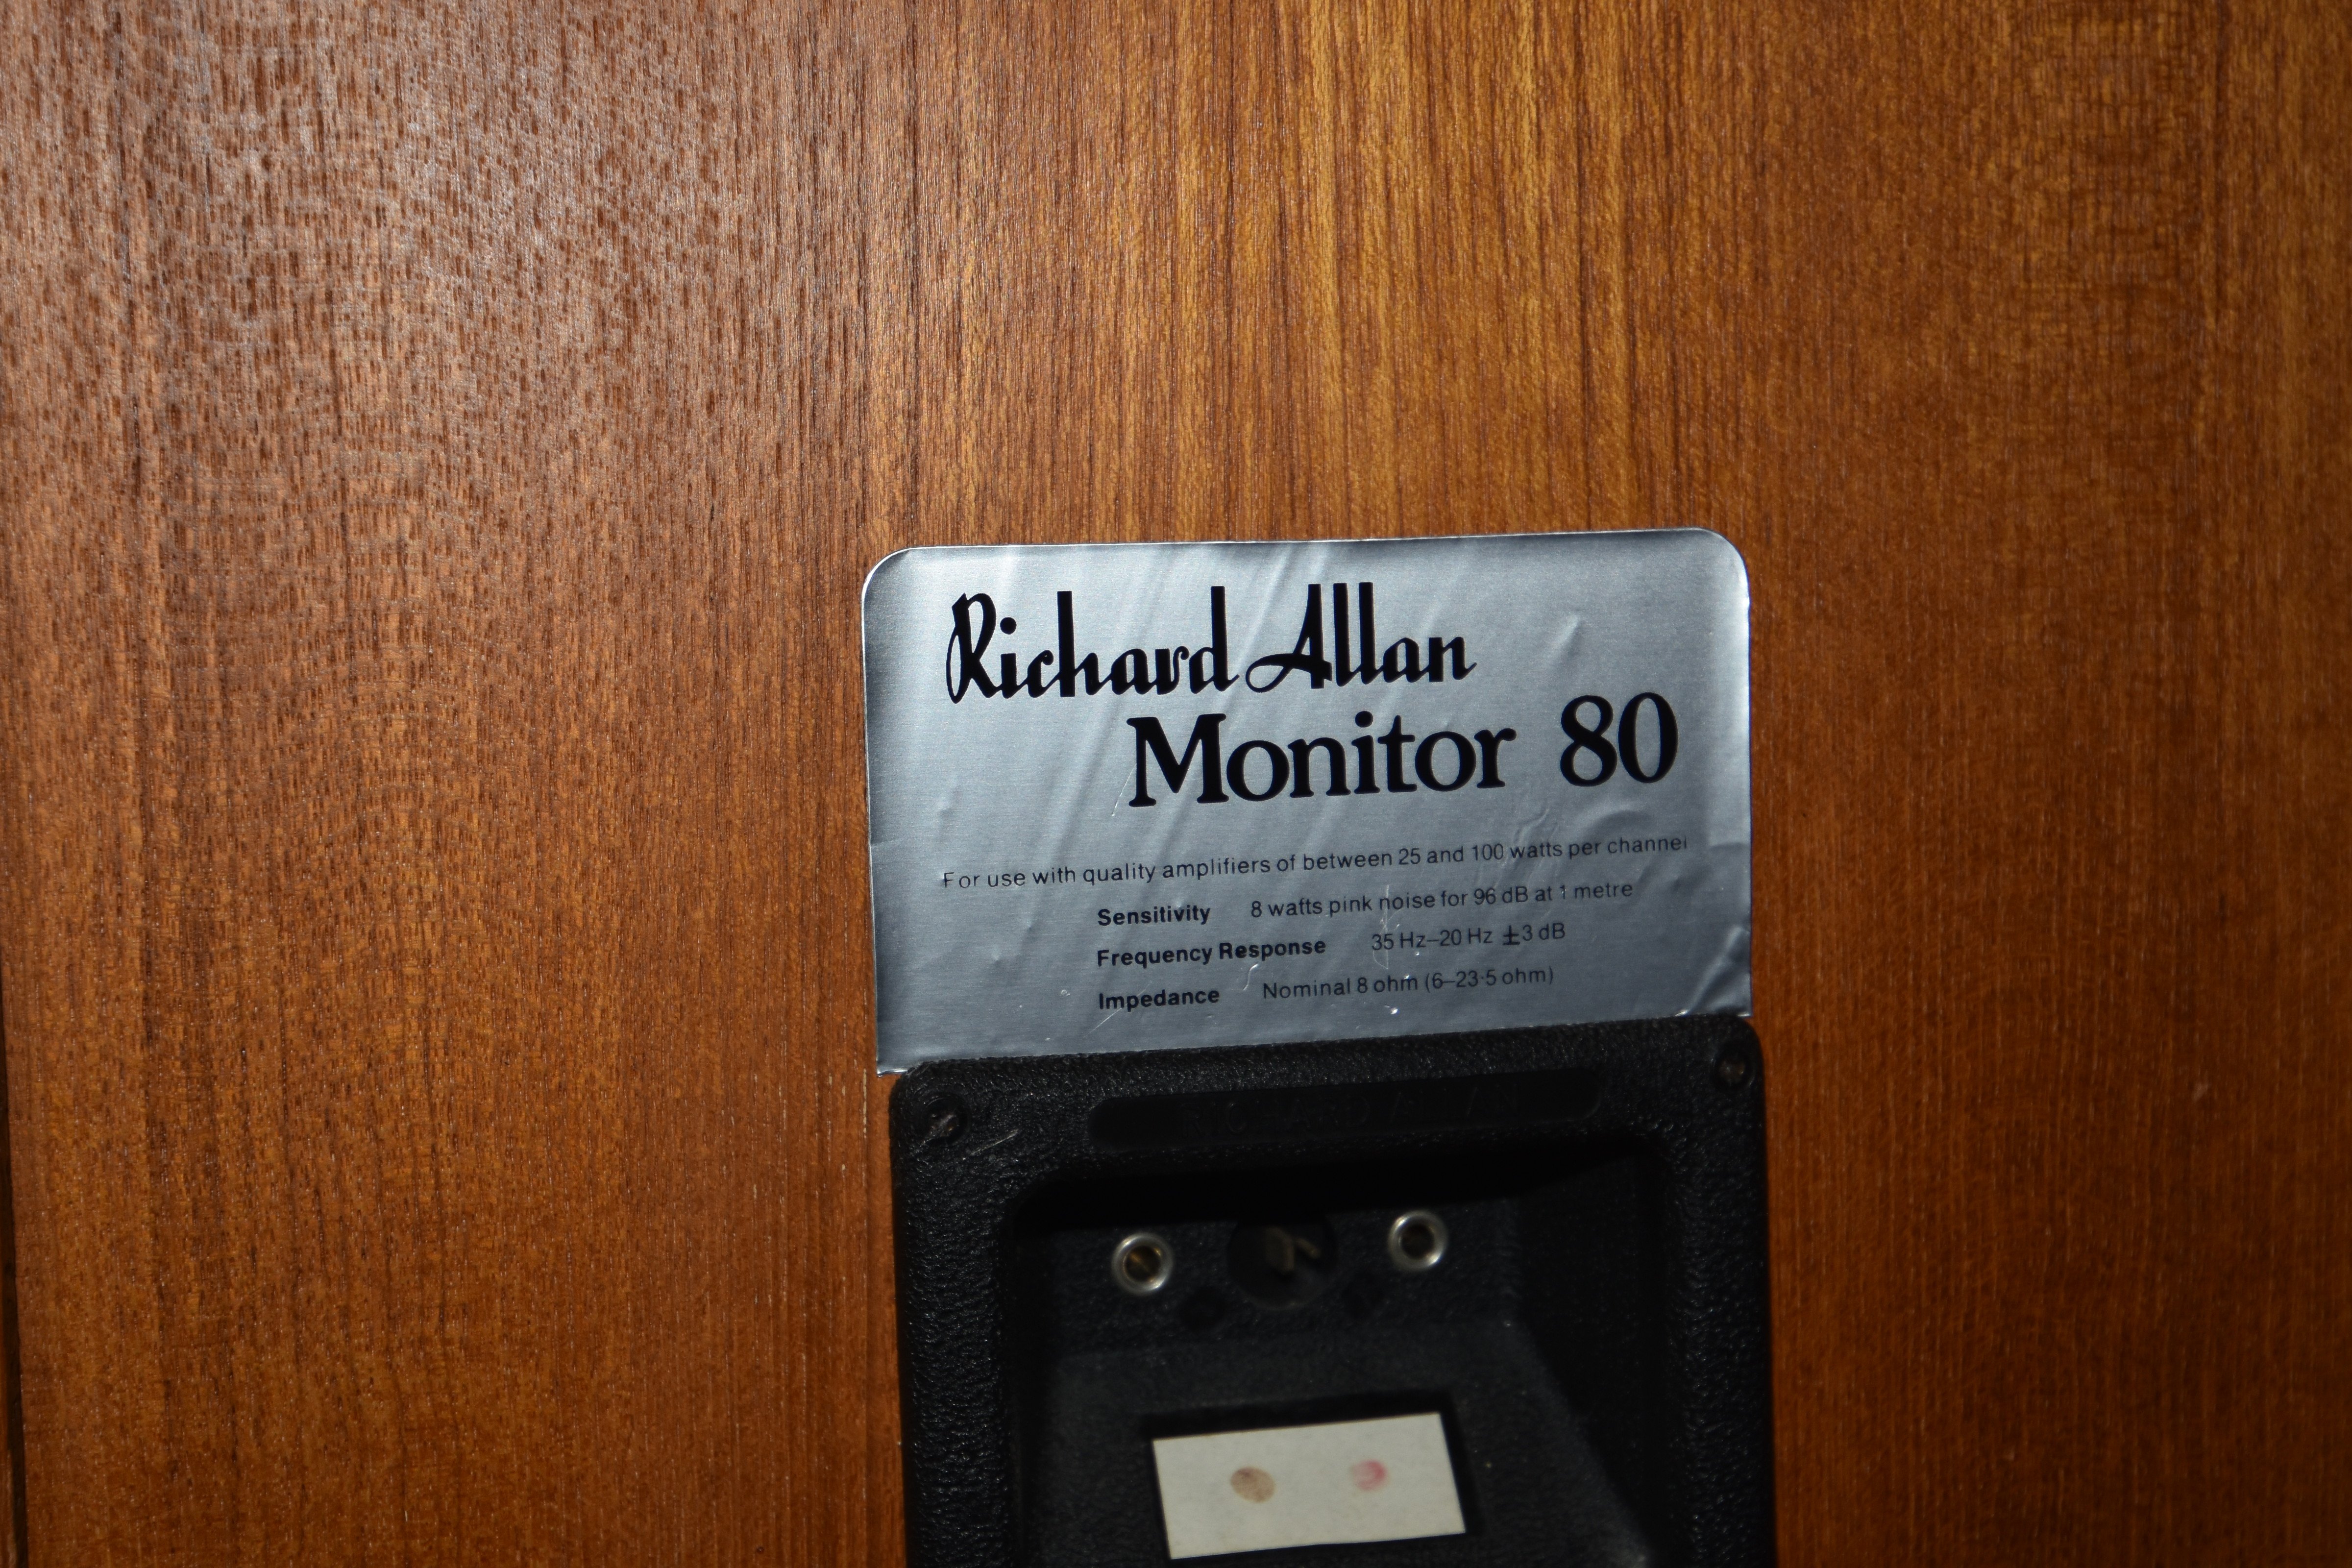 Richard Allan
Monitor 80
For use with quality amplifiers of between 25 and 100 watts per channel
Sensitivity 8 watts pink noise for 96 dB at 1 metre
Frequency Response 35 Hz–20 Hz ±3 dB
Impedance Nominal 8 ohm (6–23·5 ohm)
RICHARD ALLAN